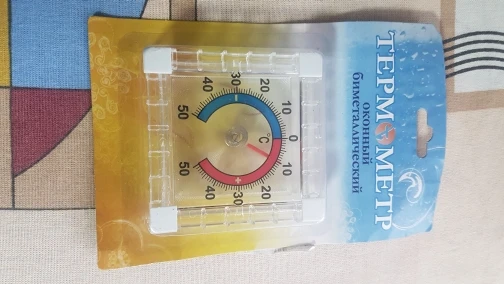 ТЕРМОМЕТР
оконный
биметаллический
°C
50 40 30 20 10 0 10 20 30 40 50
- +